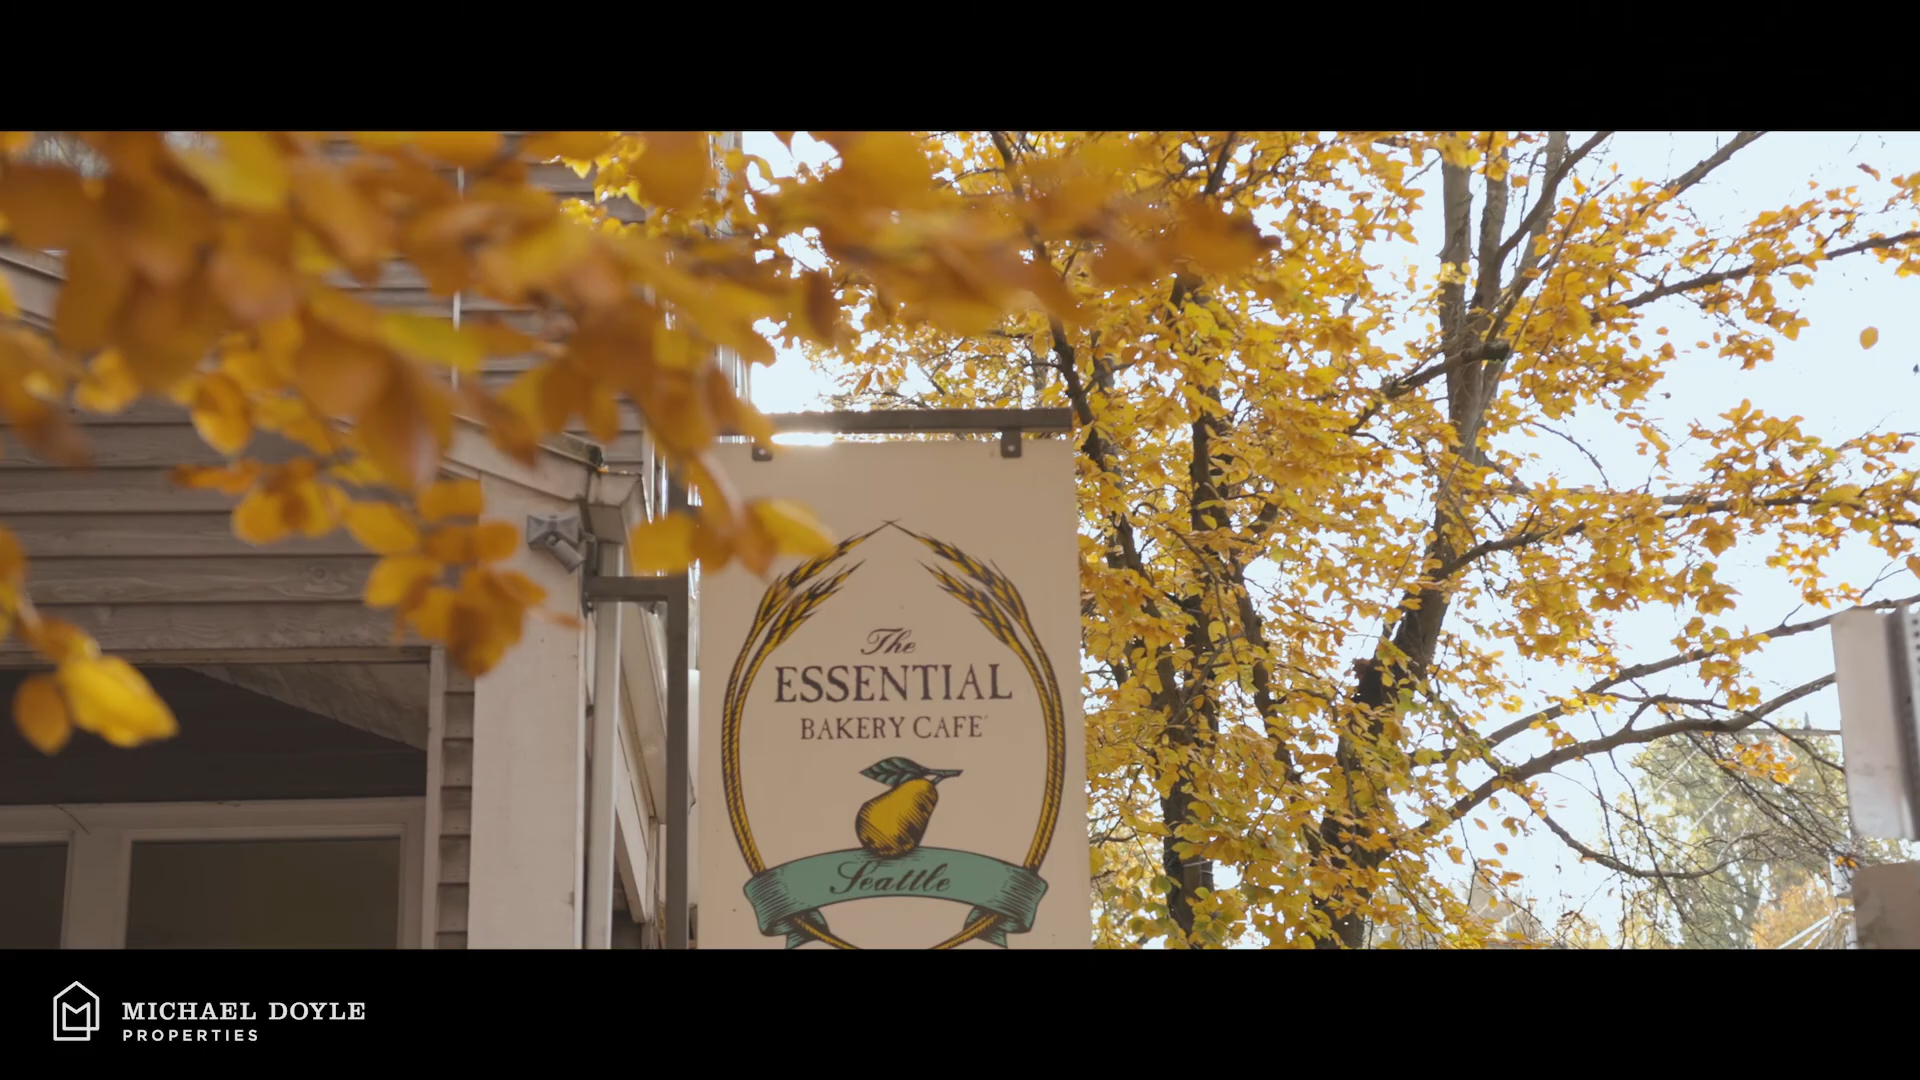 The
ESSENTIAL
BAKERY CAFE'
Seattle
MICHAEL DOYLE
PROPERTIES